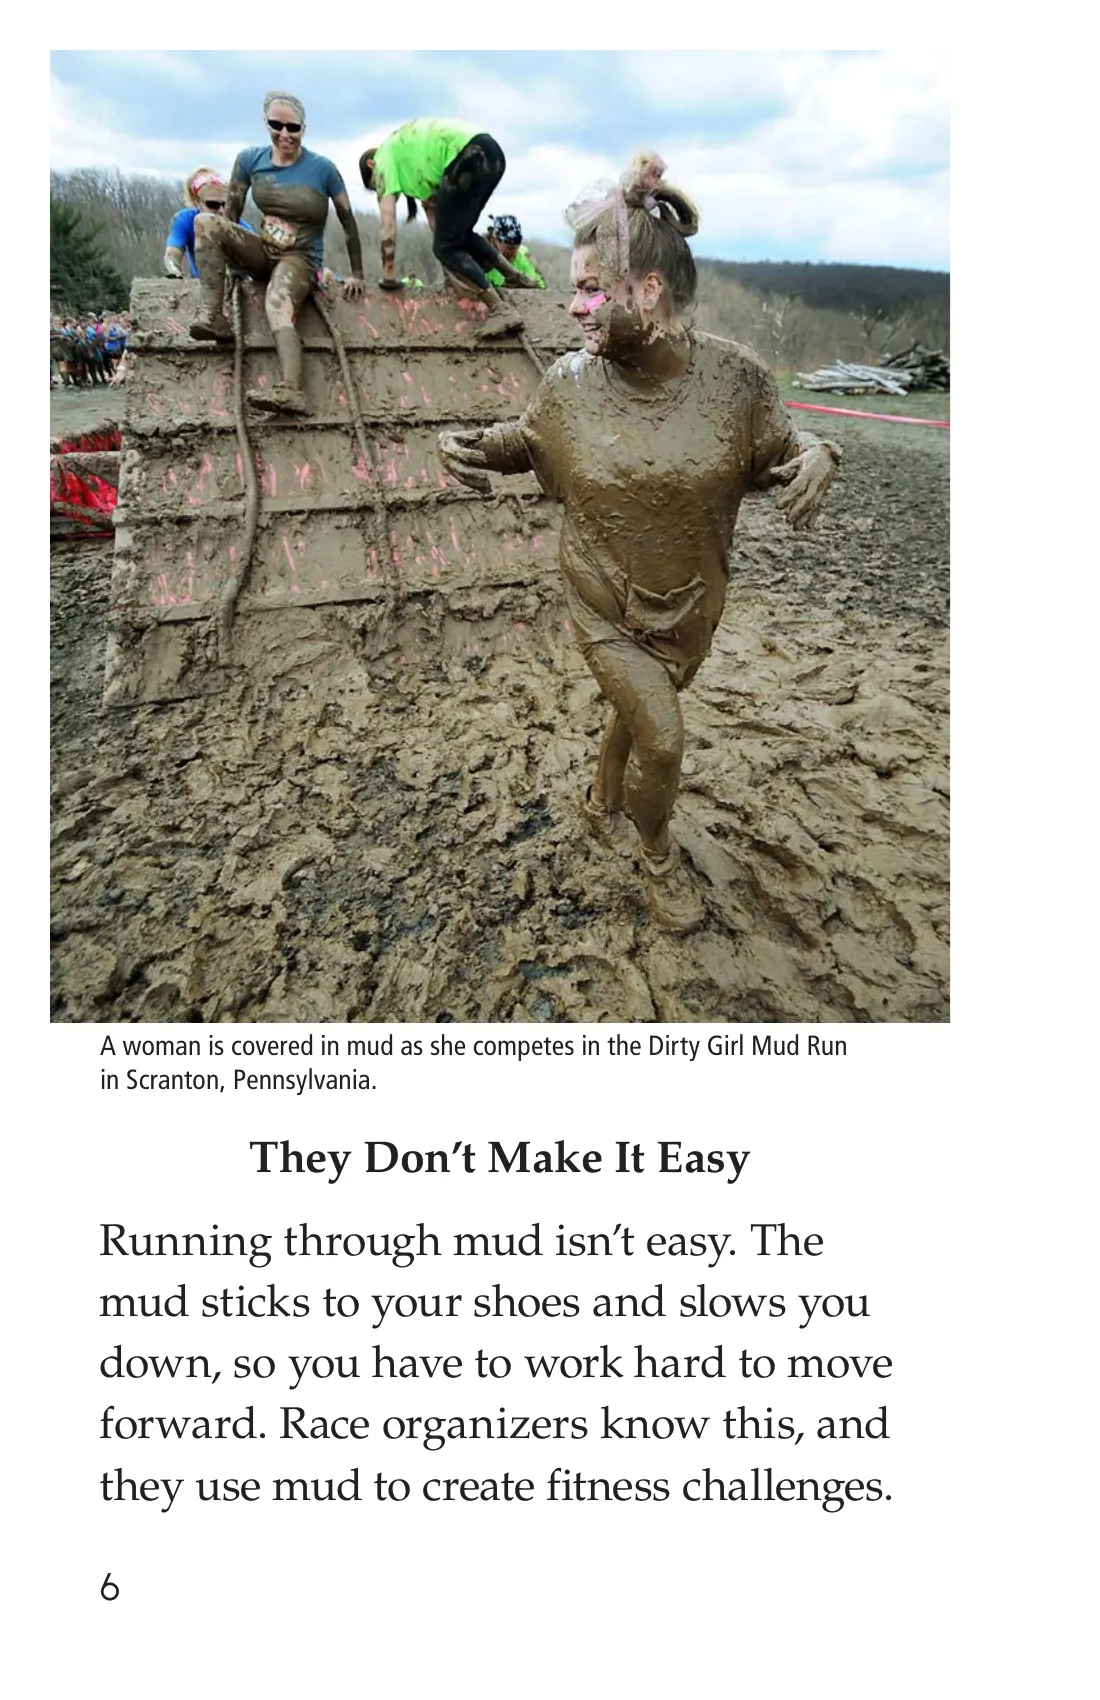 A woman is covered in mud as she competes in the Dirty Girl Mud Run
in Scranton, Pennsylvania.
They Don’t Make It Easy
Running through mud isn’t easy. The
mud sticks to your shoes and slows you
down, so you have to work hard to move
forward. Race organizers know this, and
they use mud to create fitness challenges.
6